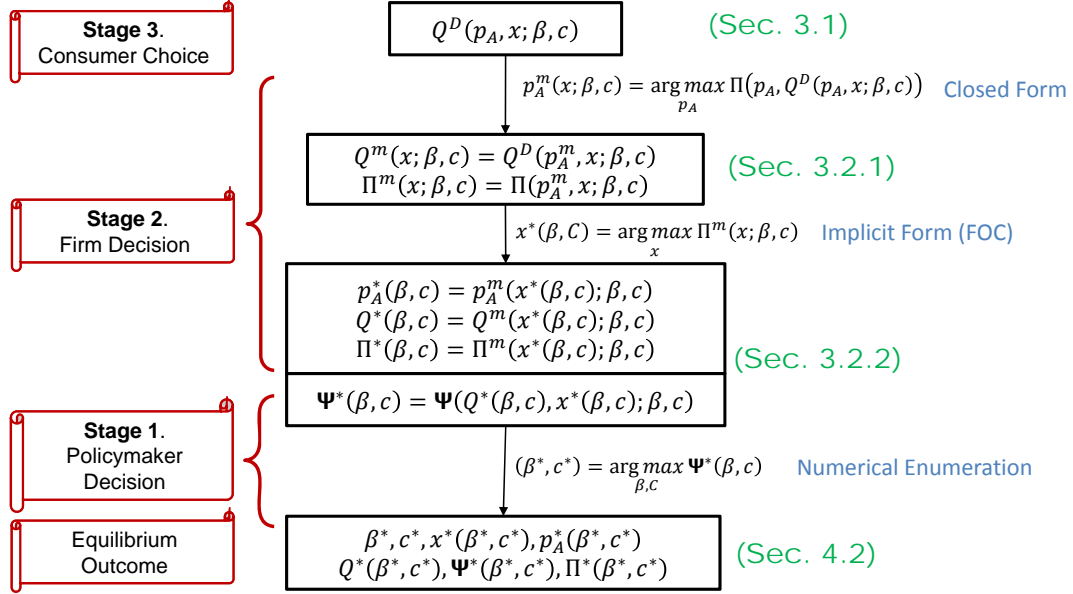 Stage 3.
Consumer Choice
Q^D(p_A, x; β, c)
(Sec. 3.1)
p_A^m(x; β, c) = arg max_{p_A} Π(p_A, Q^D(p_A, x; β, c))
Closed Form
Stage 2.
Firm Decision
Q^m(x; β, c) = Q^D(p_A^m, x; β, c)
Π^m(x; β, c) = Π(p_A^m, x; β, c)
(Sec. 3.2.1)
x^*(β, C) = arg max_x Π^m(x; β, c)
Implicit Form (FOC)
p_A^*(β, c) = p_A^m(x^*(β, c); β, c)
Q^*(β, c) = Q^m(x^*(β, c); β, c)
Π^*(β, c) = Π^m(x^*(β, c); β, c)
(Sec. 3.2.2)
Ψ^*(β, c) = Ψ(Q^*(β, c), x^*(β, c); β, c)
Stage 1.
Policymaker
Decision
(β^*, c^*) = arg max_{β,C} Ψ^*(β, c)
Numerical Enumeration
Equilibrium
Outcome
β^*, c^*, x^*(β^*, c^*), p_A^*(β^*, c^*)
Q^*(β^*, c^*), Ψ^*(β^*, c^*), Π^*(β^*, c^*)
(Sec. 4.2)